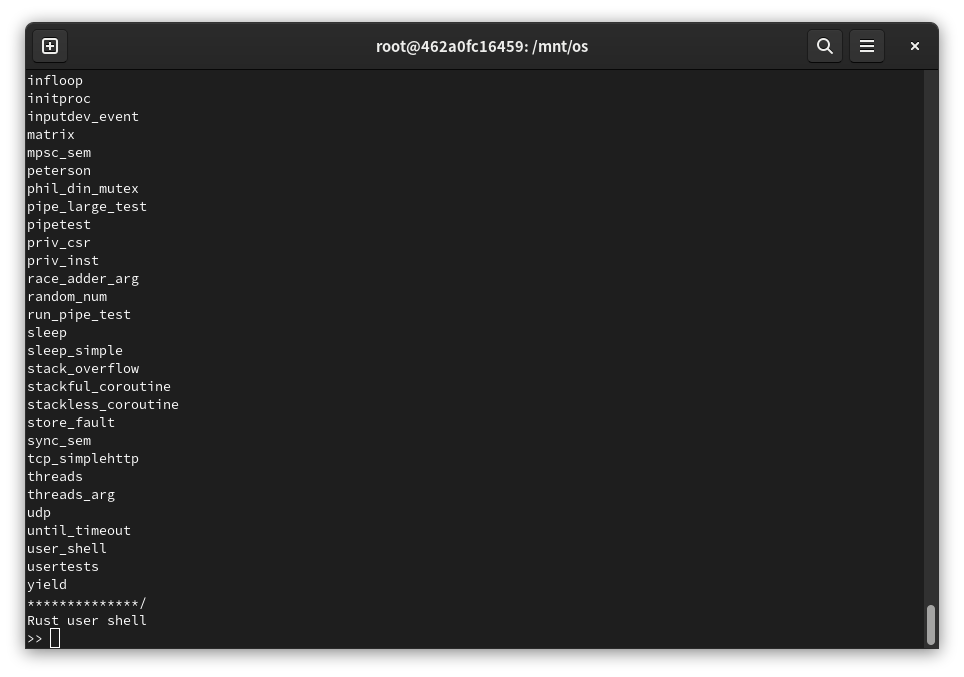 root@462a0fc16459: /mnt/os
infloop
initproc
inputdev_event
matrix
mpsc_sem
peterson
phil_din_mutex
pipe_large_test
pipetest
priv_csr
priv_inst
race_adder_arg
random_num
run_pipe_test
sleep
sleep_simple
stack_overflow
stackful_coroutine
stackless_coroutine
store_fault
sync_sem
tcp_simplehttp
threads
threads_arg
udp
until_timeout
user_shell
usertests
yield
**************/
Rust user shell
>>